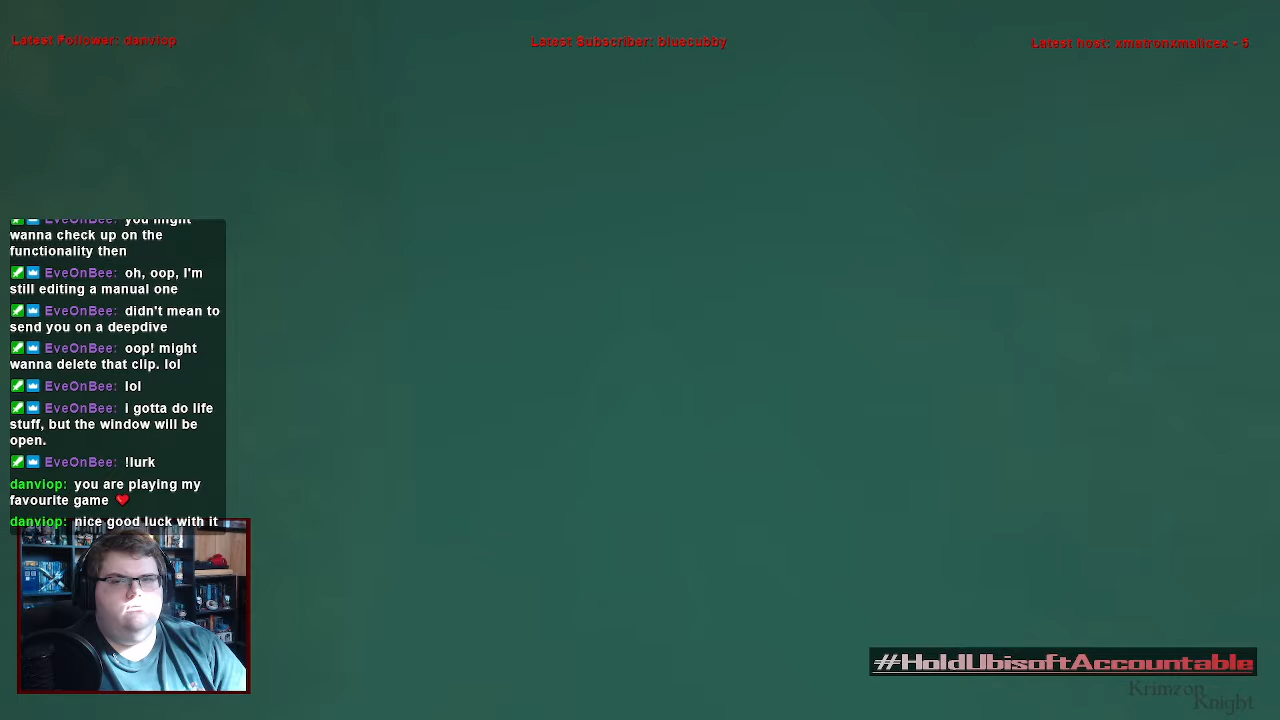 Latest Follower: danviop
Latest Subscriber: bluecubby
Latest host: xmatronxmalicex - 5
EveOnBee: you might
wanna check up on the
functionality then
EveOnBee: oh, oop, I'm
still editing a manual one
EveOnBee: didn't mean to
send you on a deepdive
EveOnBee: oop! might
wanna delete that clip. lol
EveOnBee: lol
EveOnBee: I gotta do life
stuff, but the window will be
open.
EveOnBee: !lurk
danviop: you are playing my
favourite game
danviop: nice good luck with it
#HoldUbisoftAccountable
Krimzon
Knight